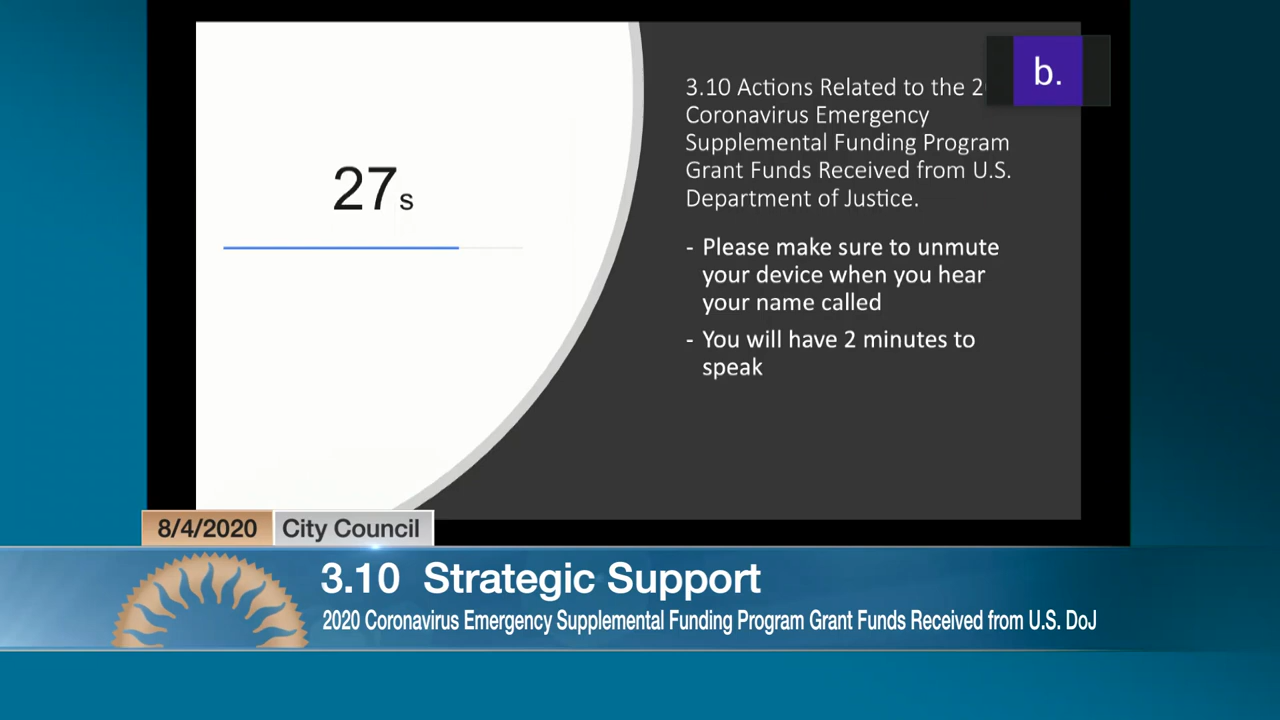 27s
3.10 Actions Related to the
Coronavirus Emergency
Supplemental Funding Program
Grant Funds Received from U.S.
Department of Justice.
- Please make sure to unmute
your device when you hear
your name called
- You will have 2 minutes to
speak
b.
8/4/2020 City Council
3.10 Strategic Support
2020 Coronavirus Emergency Supplemental Funding Program Grant Funds Received from U.S. DoJ